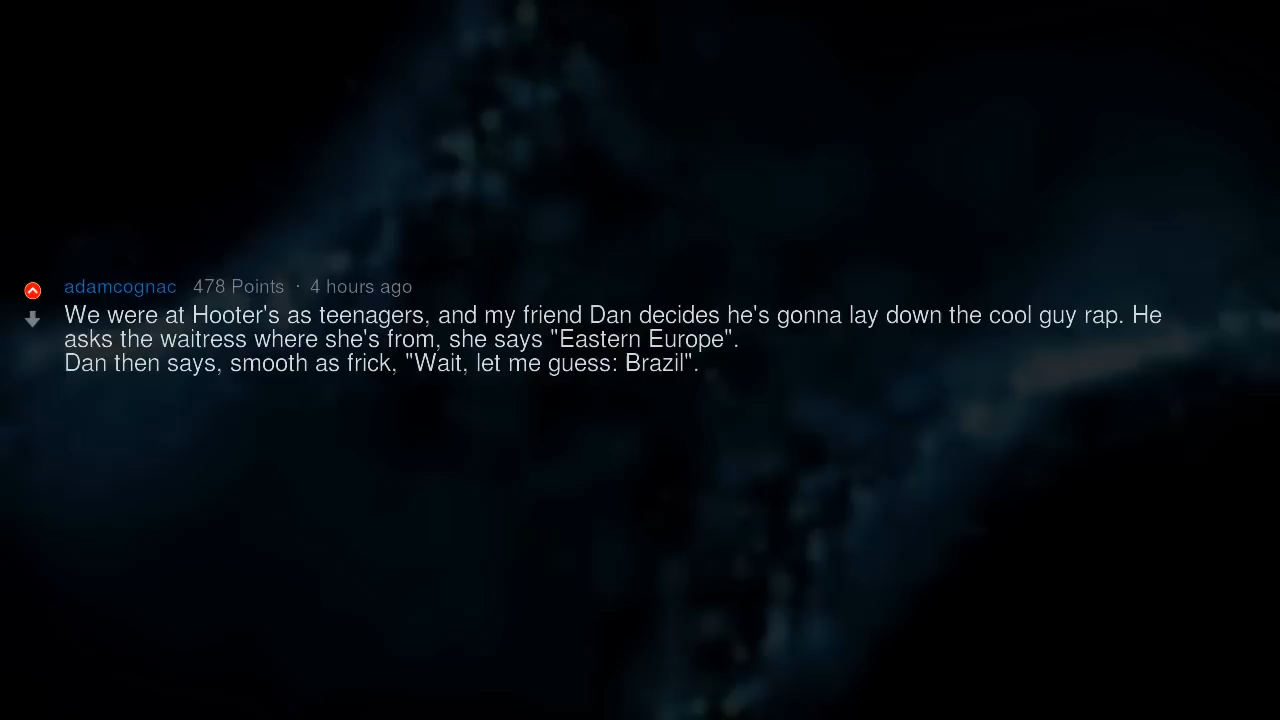 adamcognac 478 Points · 4 hours ago
We were at Hooter's as teenagers, and my friend Dan decides he's gonna lay down the cool guy rap. He
asks the waitress where she's from, she says "Eastern Europe".
Dan then says, smooth as frick, "Wait, let me guess: Brazil".